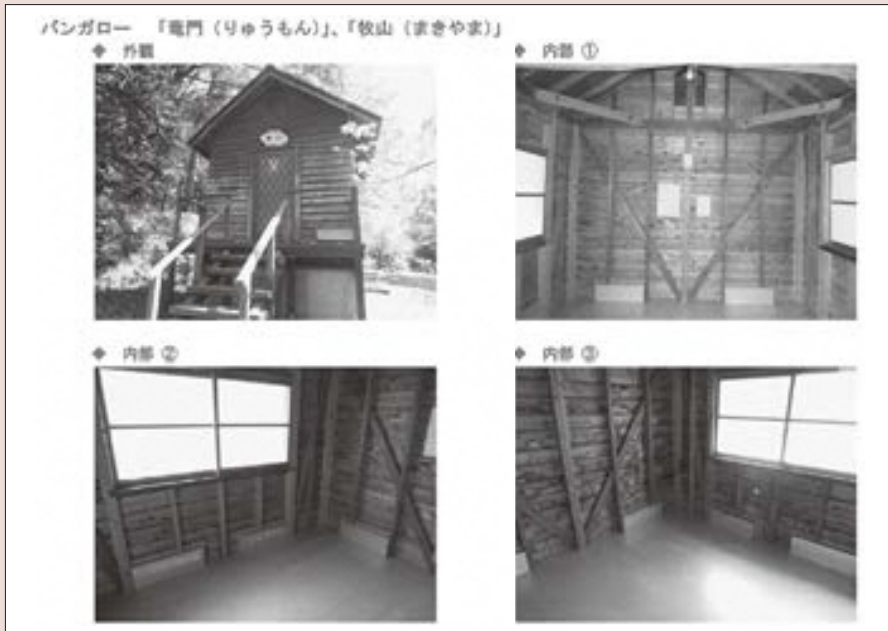 バンガロー 「竜門(りゅうもん)」、「牧山(まきやま)」
◆ 外観
◆ 内部 ①
◆ 内部 ②
◆ 内部 ③